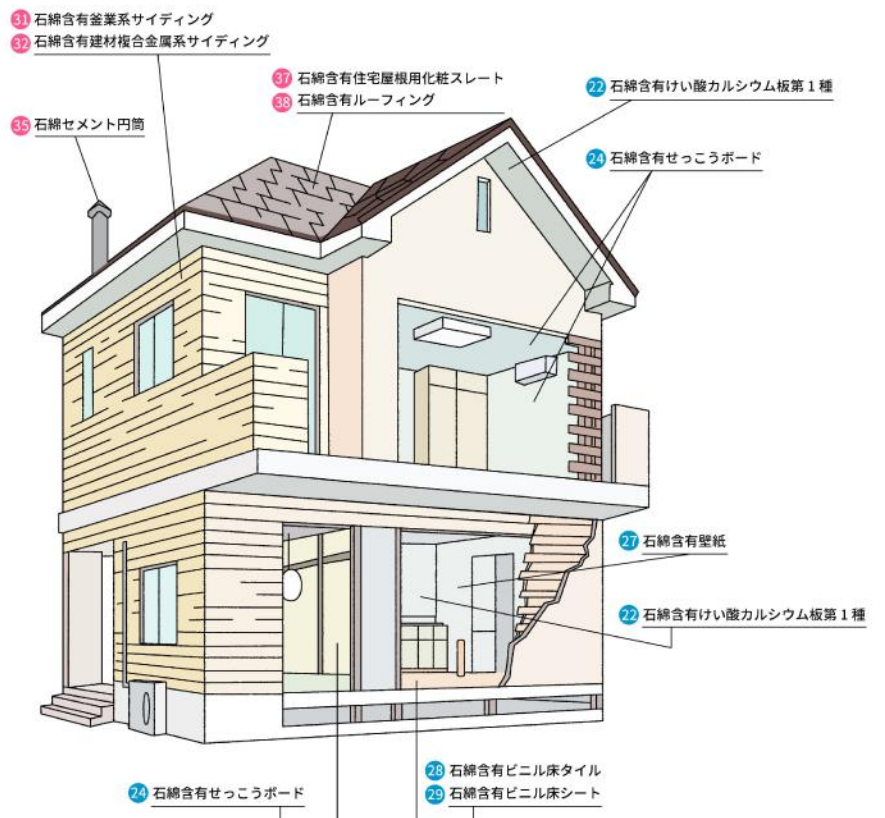 31 石綿含有窯業系サイディング
32 石綿含有建材複合金属系サイディング
37 石綿含有住宅屋根用化粧スレート
38 石綿含有ルーフィング
22 石綿含有けい酸カルシウム板第1種
35 石綿セメント円筒
24 石綿含有せっこうボード
27 石綿含有壁紙
22 石綿含有けい酸カルシウム板第1種
28 石綿含有ビニル床タイル
24 石綿含有せっこうボード
29 石綿含有ビニル床シート